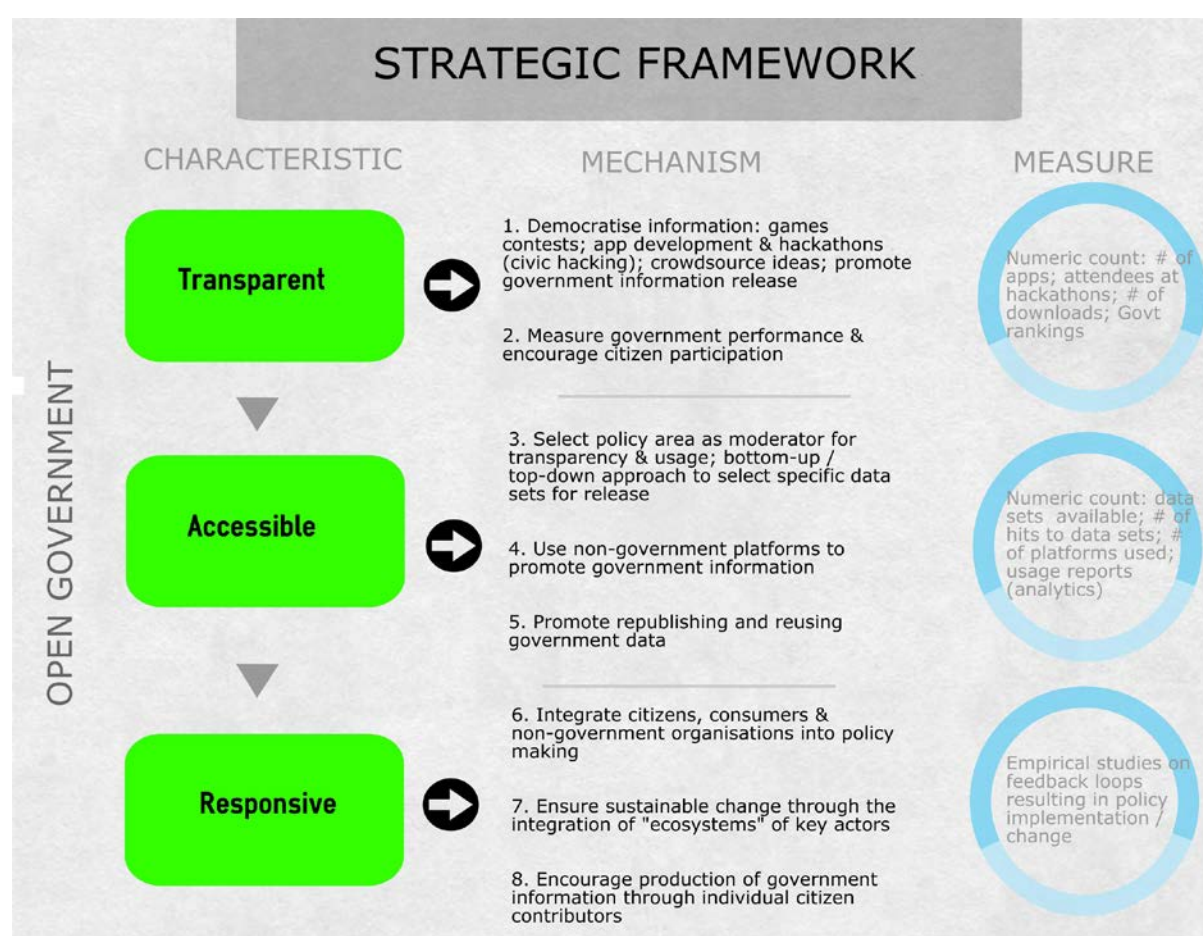 STRATEGIC FRAMEWORK
CHARACTERISTIC
MECHANISM
MEASURE
OPEN GOVERNMENT
Transparent
1. Democratise information: games
contests; app development & hackathons
(civic hacking); crowdsource ideas; promote
government information release
2. Measure government performance &
encourage citizen participation
Numeric count: # of
apps; attendees at
hackathons; # of
downloads; Govt
rankings
Accessible
3. Select policy area as moderator for
transparency & usage; bottom-up /
top-down approach to select specific data
sets for release
4. Use non-government platforms to
promote government information
5. Promote republishing and reusing
government data
Numeric count: data
sets available; # of
hits to data sets; #
of platforms used;
usage reports
(analytics)
Responsive
6. Integrate citizens, consumers &
non-government organisations into policy
making
7. Ensure sustainable change through the
integration of "ecosystems" of key actors
8. Encourage production of government
information through individual citizen
contributors
Empirical studies on
feedback loops
resulting in policy
implementation /
change